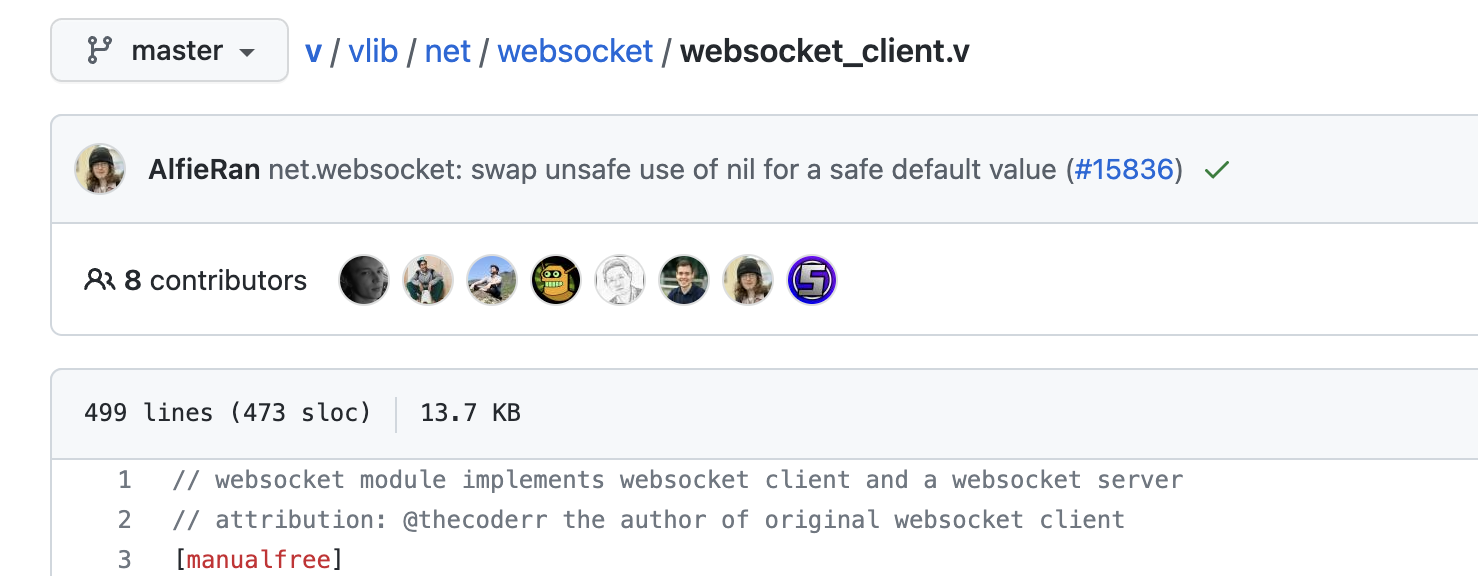 master v / vlib / net / websocket / websocket_client.v
AlfieRan net.websocket: swap unsafe use of nil for a safe default value (#15836)
8 contributors
499 lines (473 sloc) 13.7 KB
1 // websocket module implements websocket client and a websocket server
2 // attribution: @thecoderr the author of original websocket client
3 [manualfree]